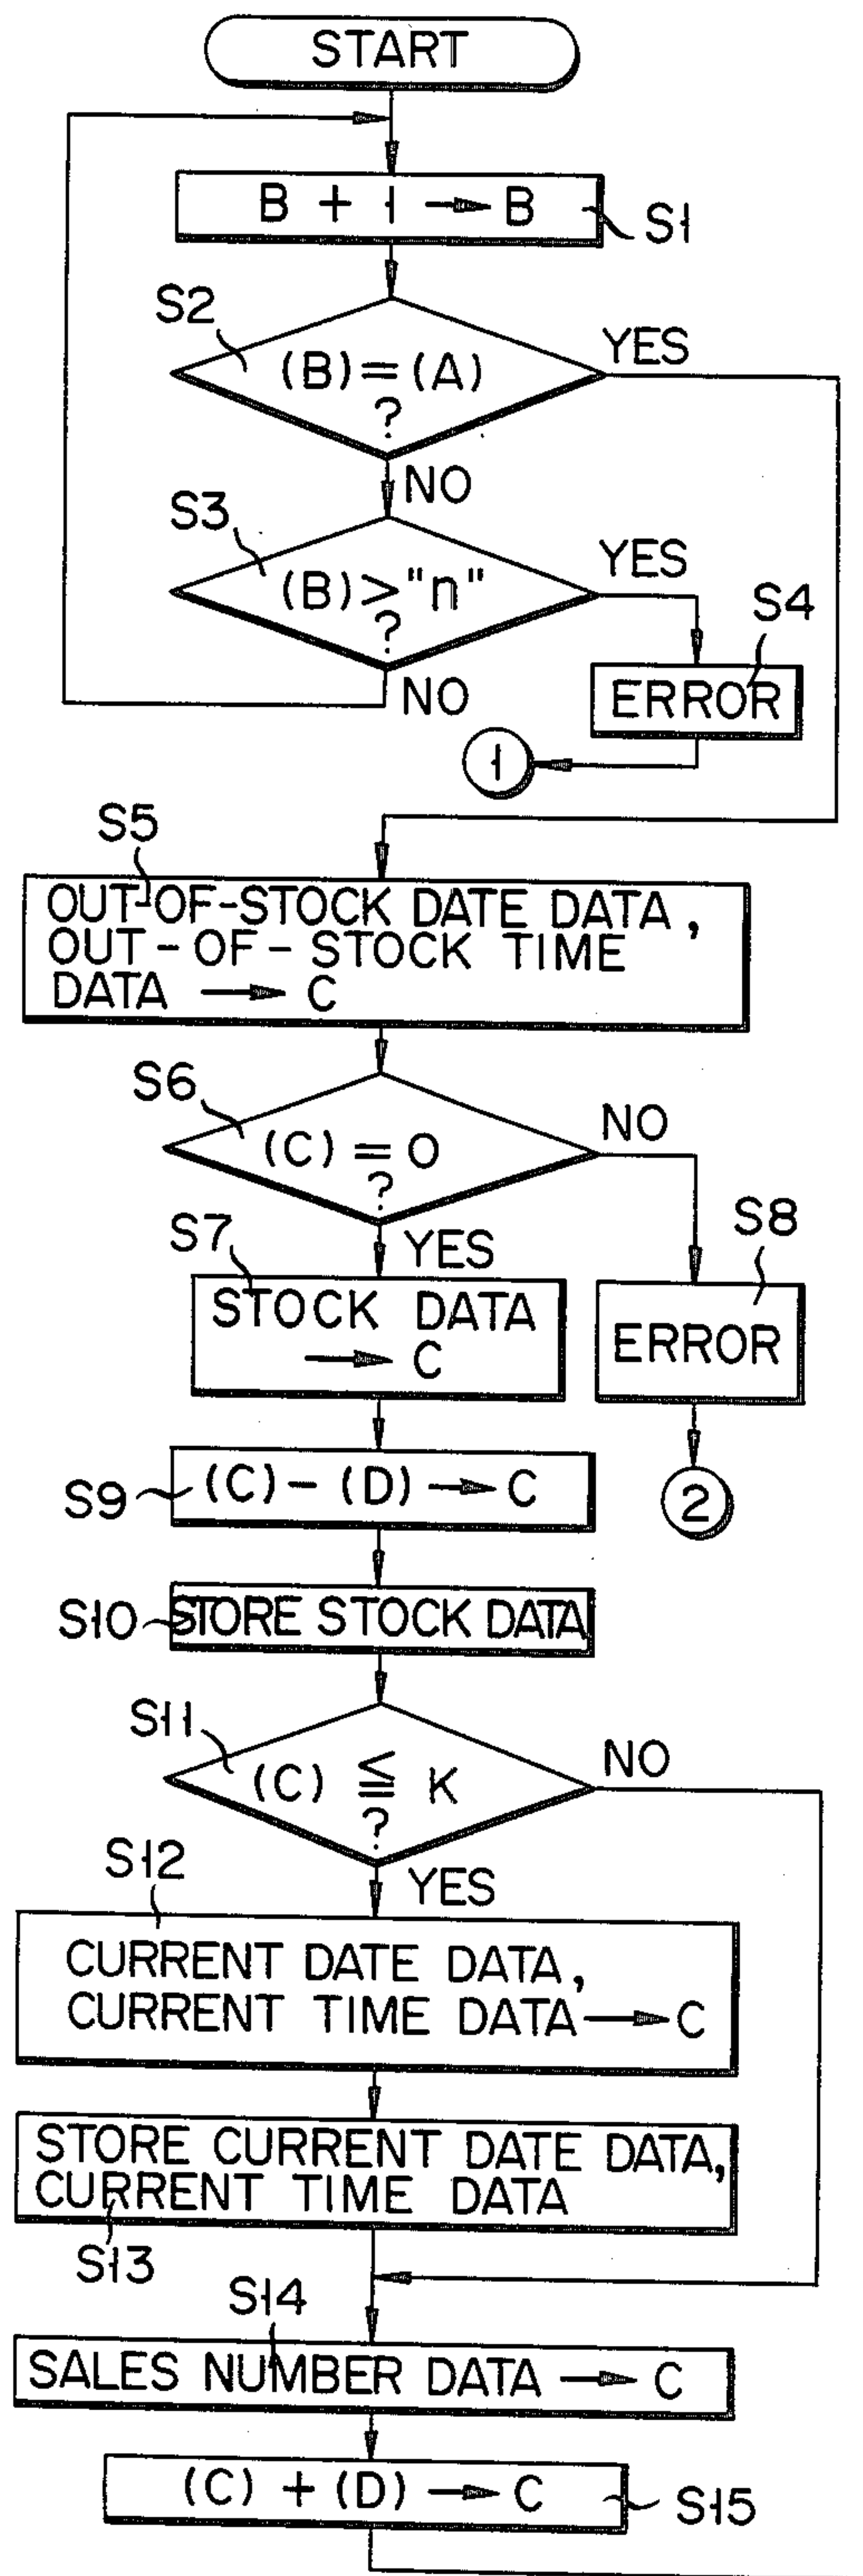 START
B + 1 → B
S1
S2
(B)=(A)
?
YES
NO
S3
(B)>"n"
?
YES
NO
S4
ERROR
1
S5
OUT-OF-STOCK DATE DATA,
OUT-OF-STOCK TIME
DATA → C
S6
(C) = 0
?
NO
YES
S7
STOCK DATA
→ C
S8
ERROR
2
S9
(C) - (D) → C
S10
STORE STOCK DATA
S11
(C) ≦ K
?
NO
YES
S12
CURRENT DATE DATA,
CURRENT TIME DATA → C
STORE CURRENT DATE DATA,
CURRENT TIME DATA
S13
S14
SALES NUMBER DATA → C
(C) + (D) → C
S15